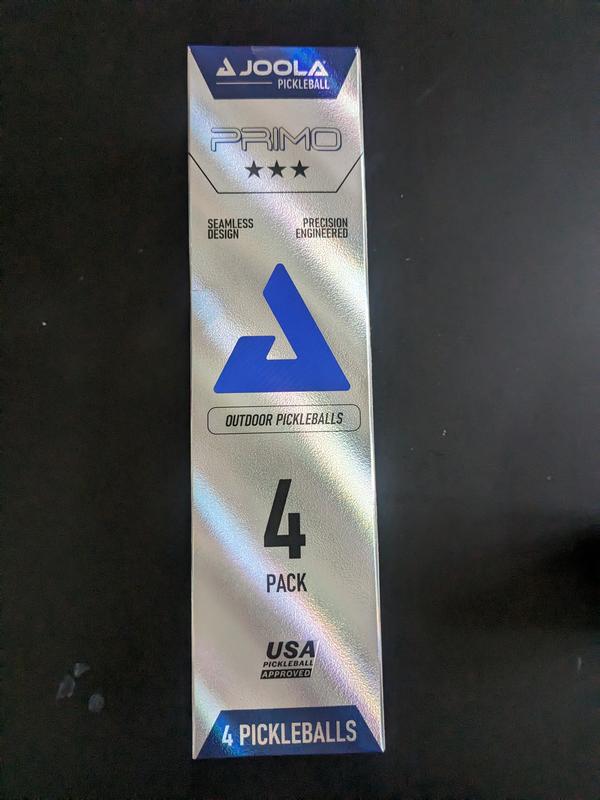 JOOLA
PICKLEBALL
PRIMO
★★★
SEAMLESS DESIGN
PRECISION ENGINEERED
OUTDOOR PICKLEBALLS
4
PACK
USA
PICKLEBALL
APPROVED
4 PICKLEBALLS